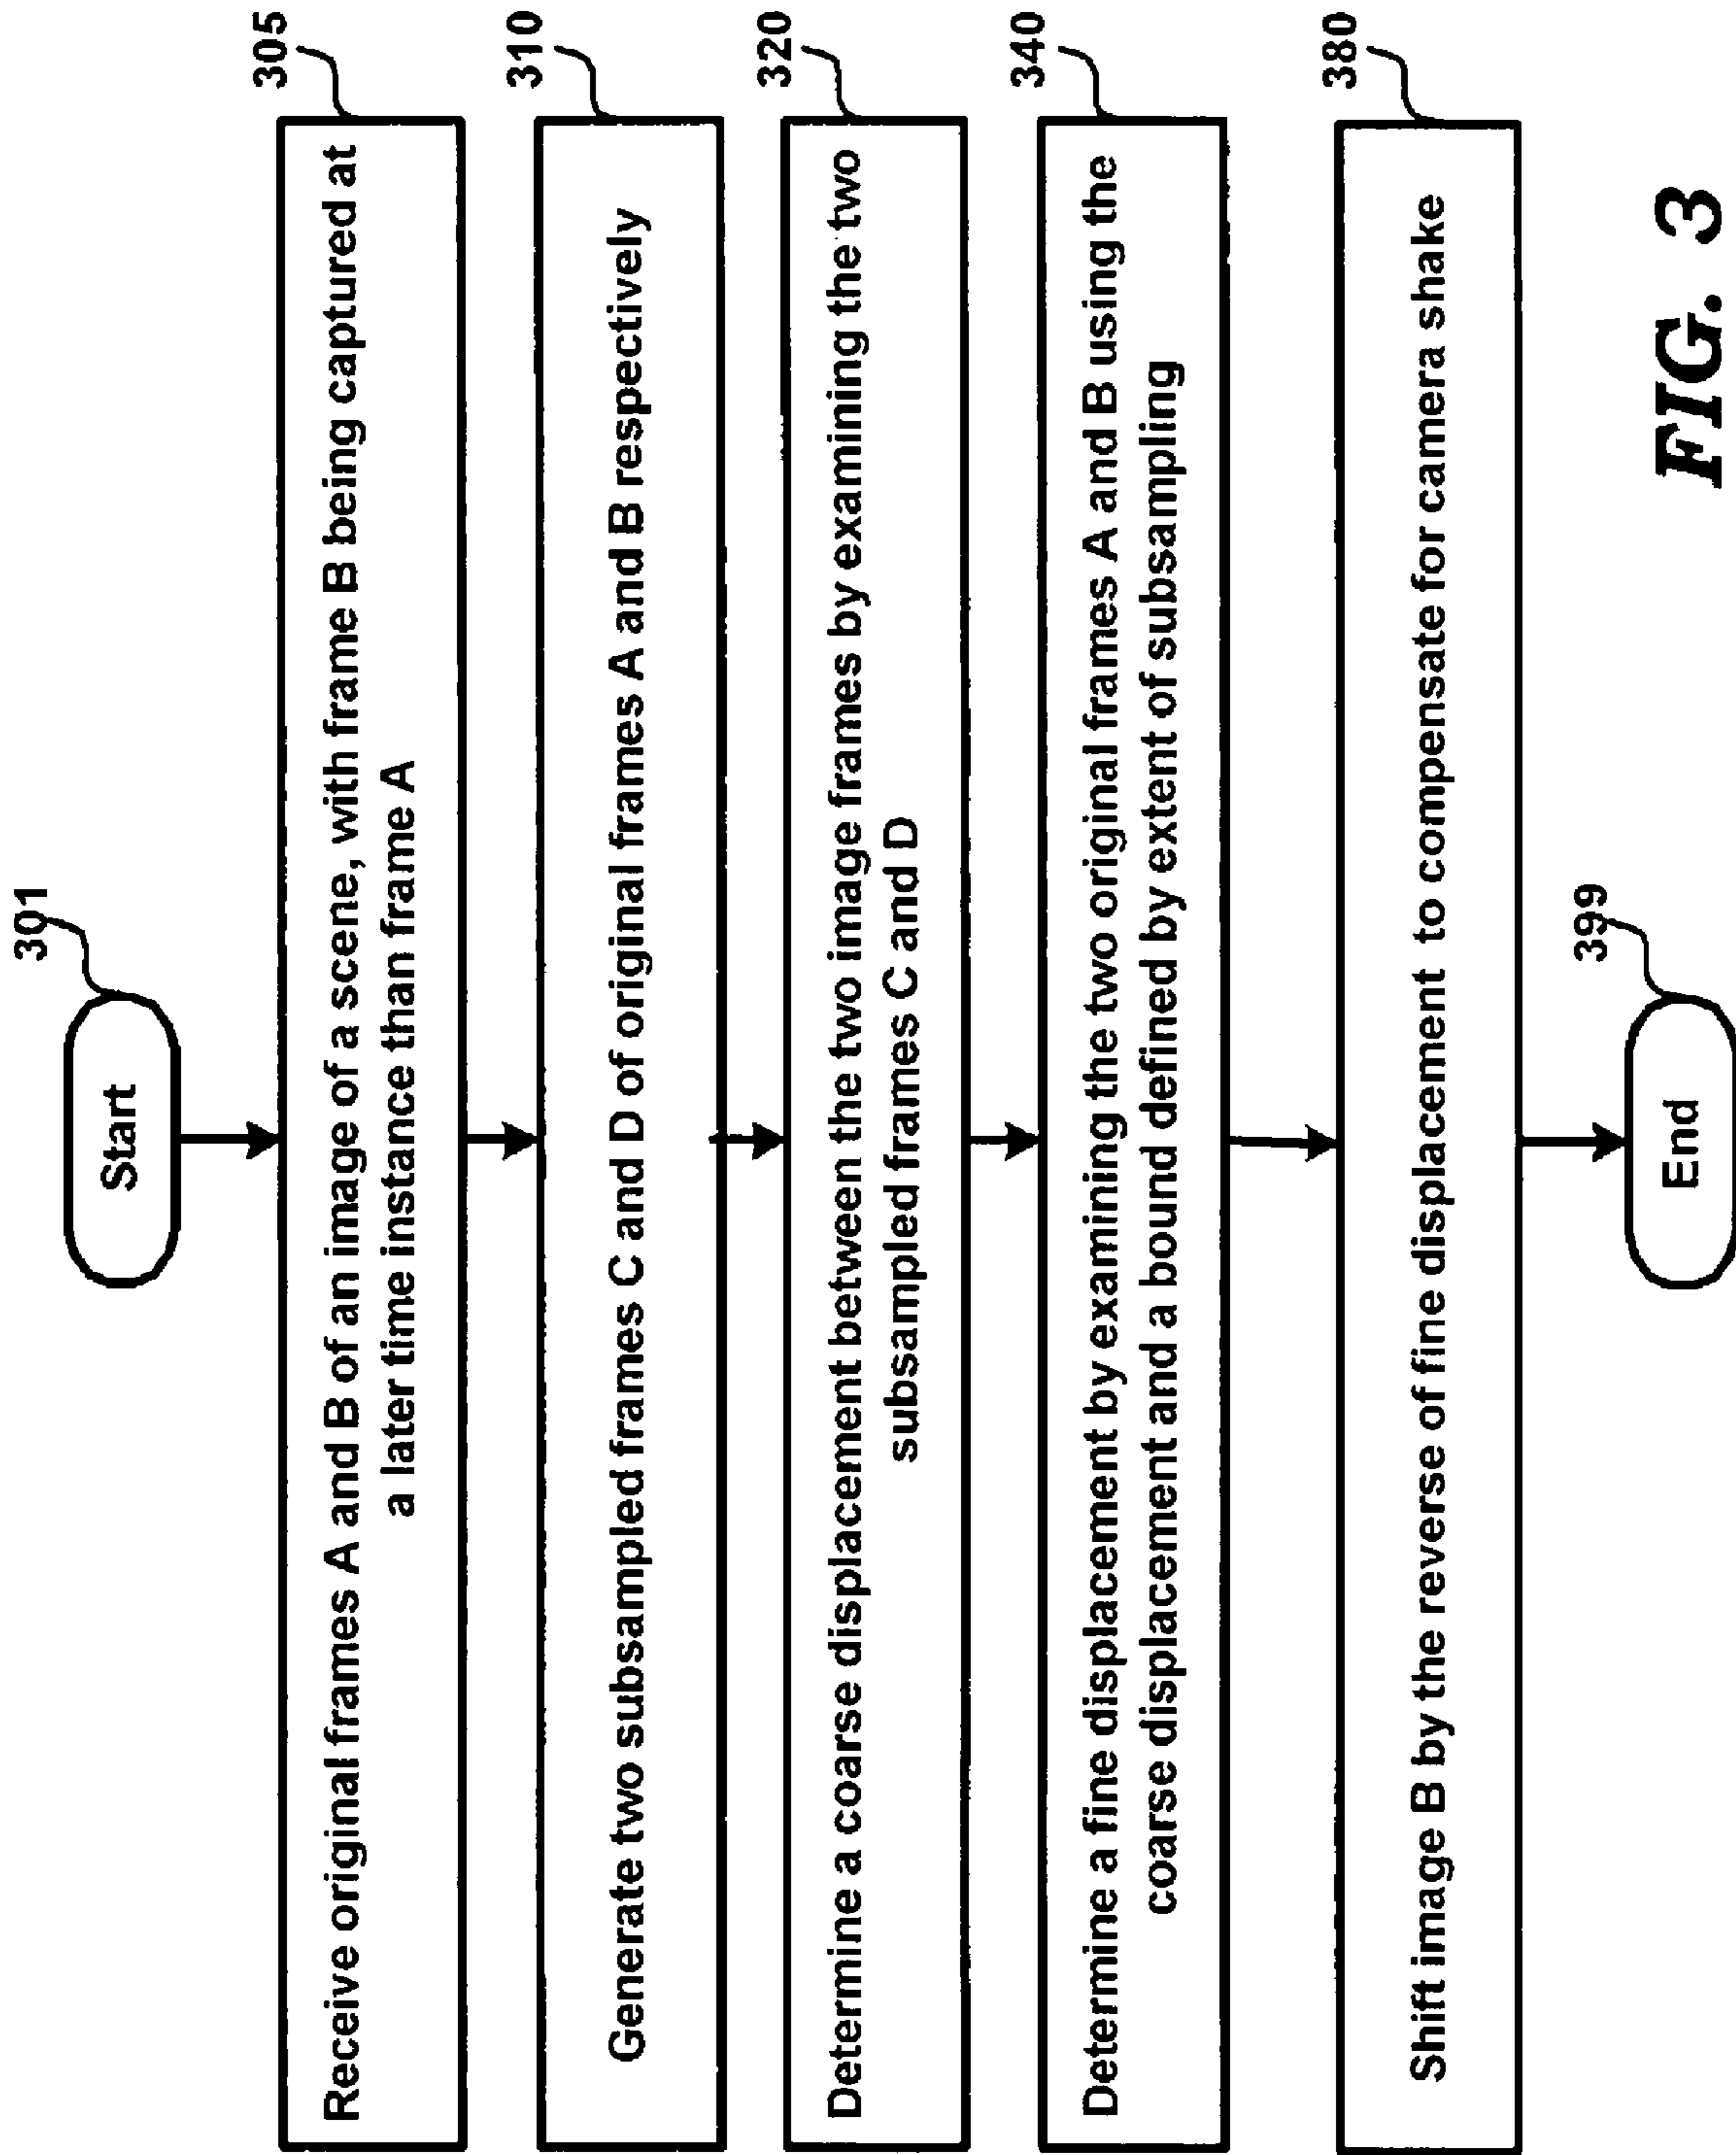 301
Start
305
Receive original frames A and B of an image of a scene, with frame B being captured at
a later time instance than frame A
310
Generate two subsampled frames C and D of original frames A and B respectively
320
Determine a coarse displacement between the two image frames by examining the two
subsampled frames C and D
340
Determine a fine displacement by examining the two original frames A and B using the
coarse displacement and a bound defined by extent of subsampling
380
Shift image B by the reverse of fine displacement to compensate for camera shake
399
End
FIG. 3